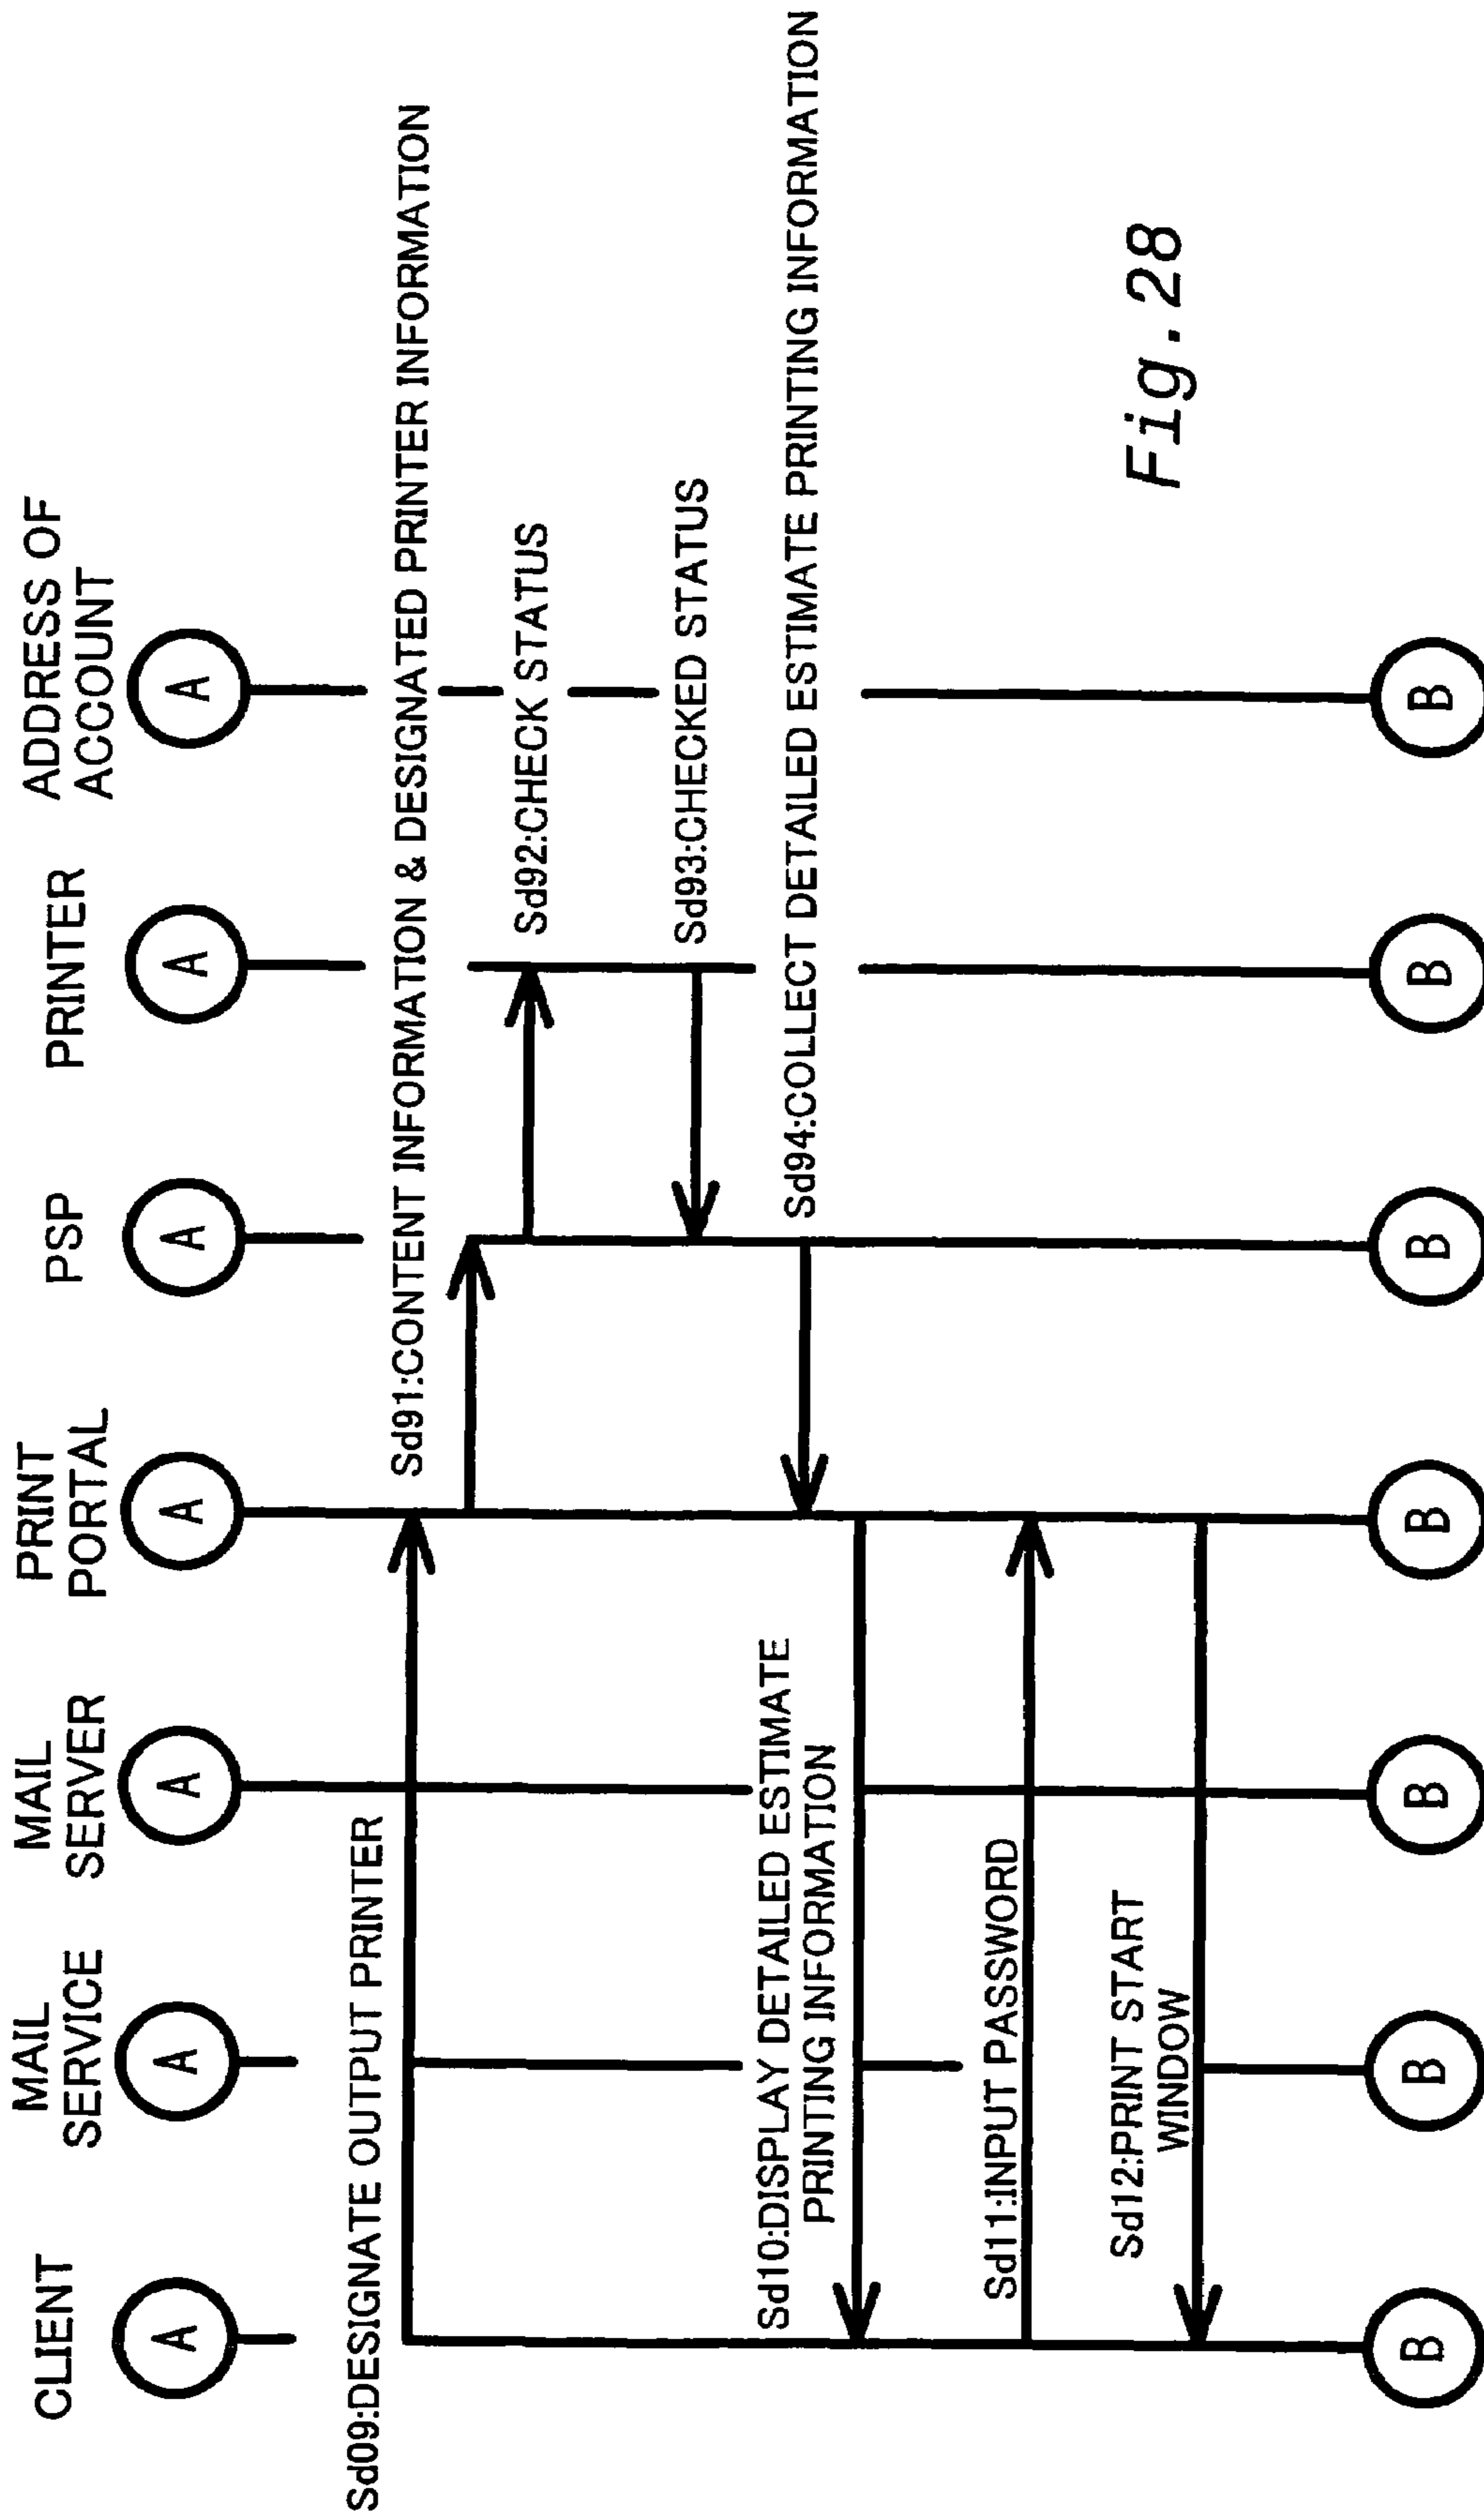 CLIENT
MAIL
SERVICE
MAIL
SERVER
PRINT
PORTAL
PSP
PRINTER
ADDRESS OF
ACCOUNT
A
A
A
A
A
A
A
Sd09:DESIGNATE OUTPUT PRINTER
Sd91:CONTENT INFORMATION & DESIGNATED PRINTER INFORMATION
Sd92:CHECK STATUS
Sd93:CHECKED STATUS
Sd94:COLLECT DETAILED ESTIMATE PRINTING INFORMATION
Sd10:DISPLAY DETAILED ESTIMATE
PRINTING INFORMATION
Sd11:INPUT PASSWORD
Sd12:PRINT START
WINDOW
B
B
B
B
B
B
B
Fig. 28